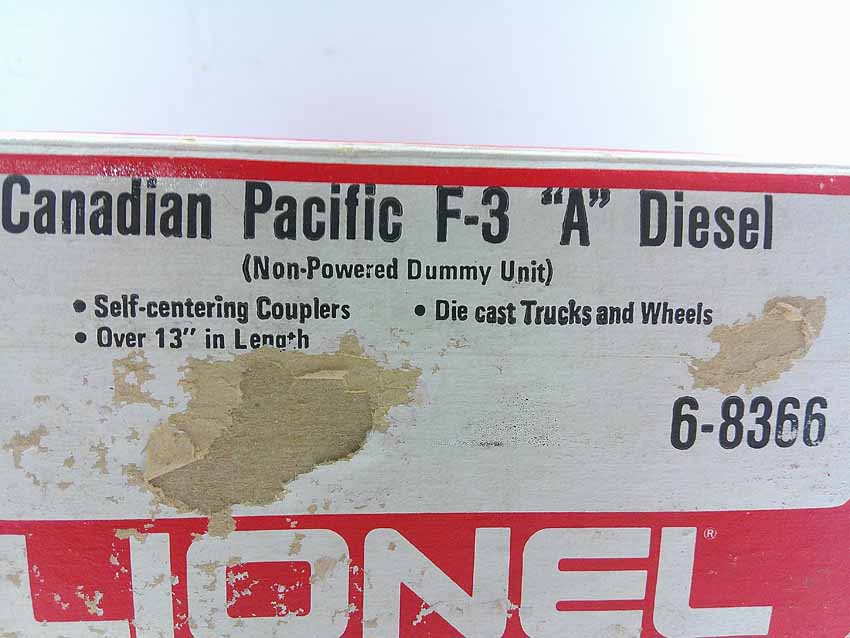 Canadian Pacific F-3 “A” Diesel
(Non-Powered Dummy Unit)
• Self-centering Couplers • Die cast Trucks and Wheels
• Over 13” in Length
6-8366
LIONEL®